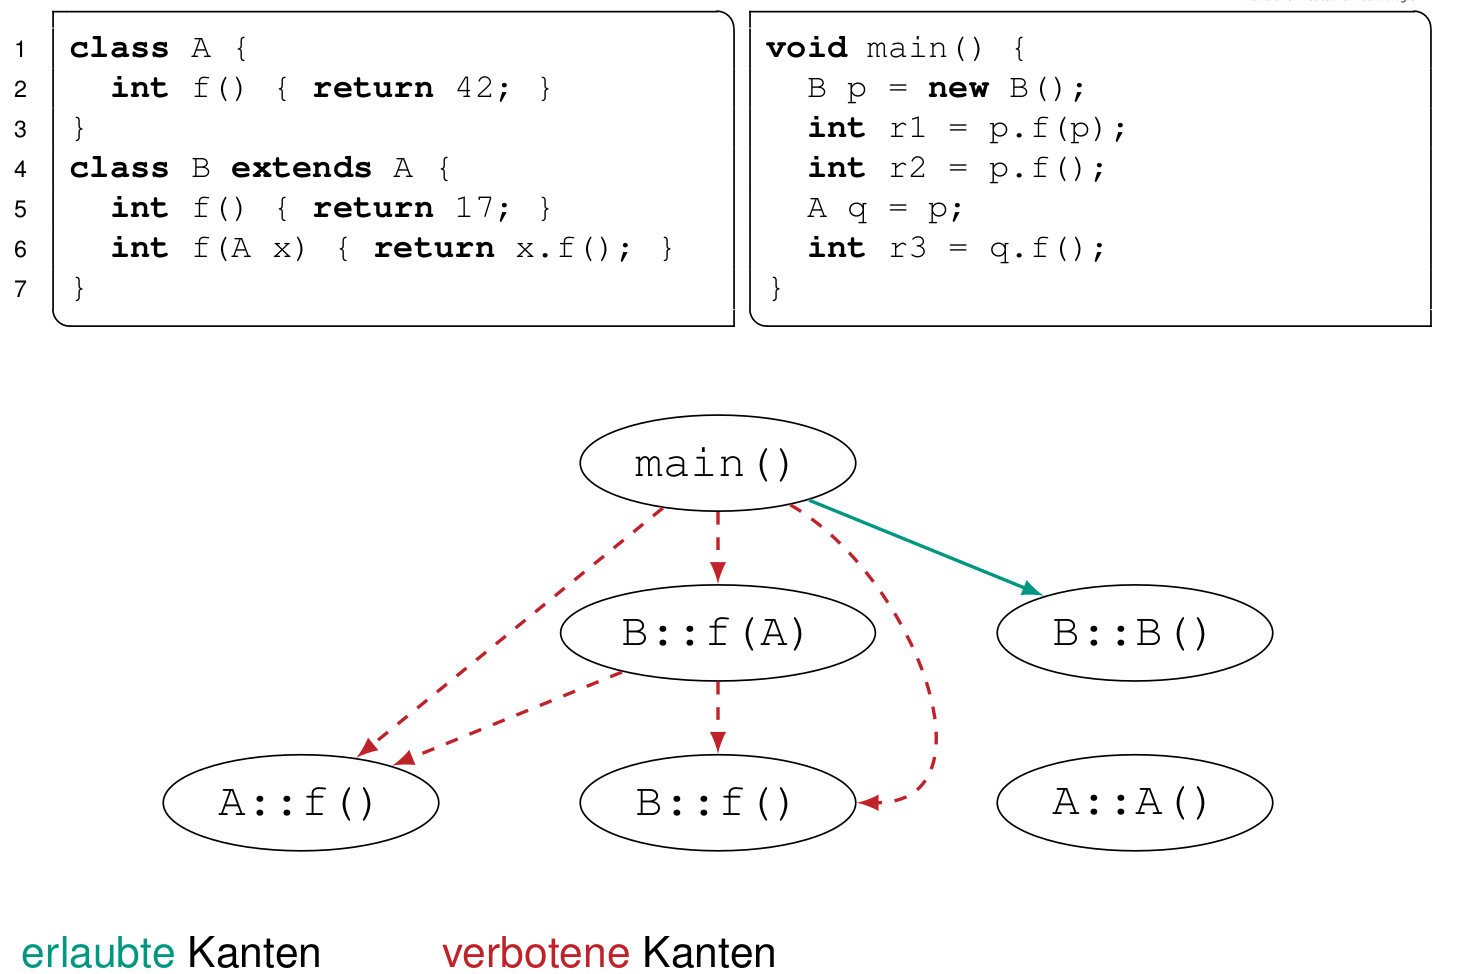 1 class A {
2 int f() { return 42; }
3 }
4 class B extends A {
5 int f() { return 17; }
6 int f(A x) { return x.f(); }
7 }
void main() {
B p = new B();
int r1 = p.f(p);
int r2 = p.f();
A q = p;
int r3 = q.f();
}
main()
B::f(A) B::B()
A::f() B::f() A::A()
erlaubte Kanten verbotene Kanten